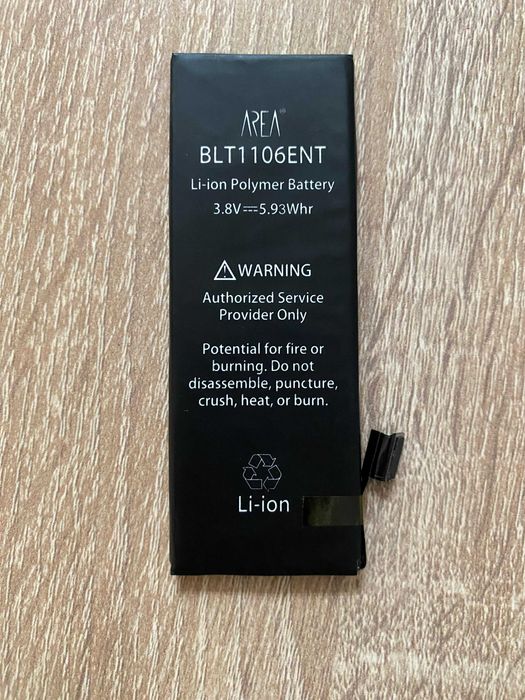 AREA
BLT1106ENT
Li-ion Polymer Battery
3.8V⎓5.93Whr
⚠ WARNING
Authorized Service
Provider Only
Potential for fire or
burning. Do not
disassemble, puncture,
crush, heat, or burn.
Li-ion